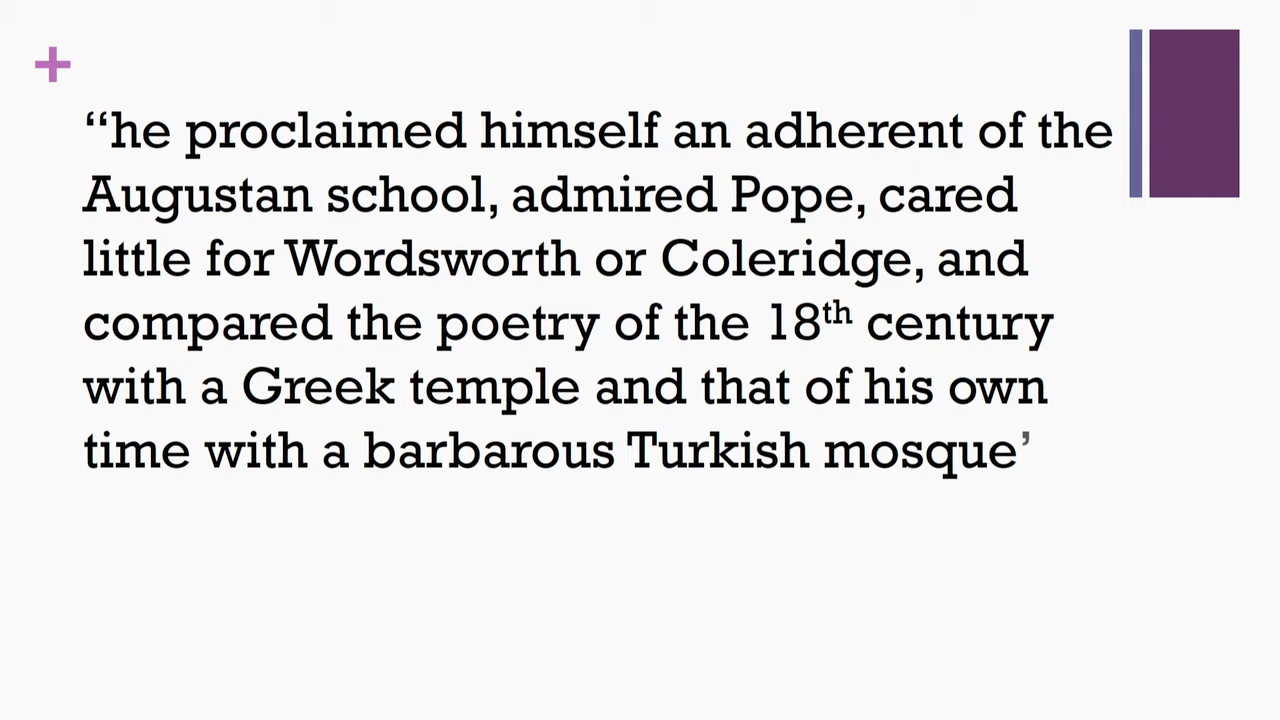 “he proclaimed himself an adherent of the
Augustan school, admired Pope, cared
little for Wordsworth or Coleridge, and
compared the poetry of the 18th century
with a Greek temple and that of his own
time with a barbarous Turkish mosque’